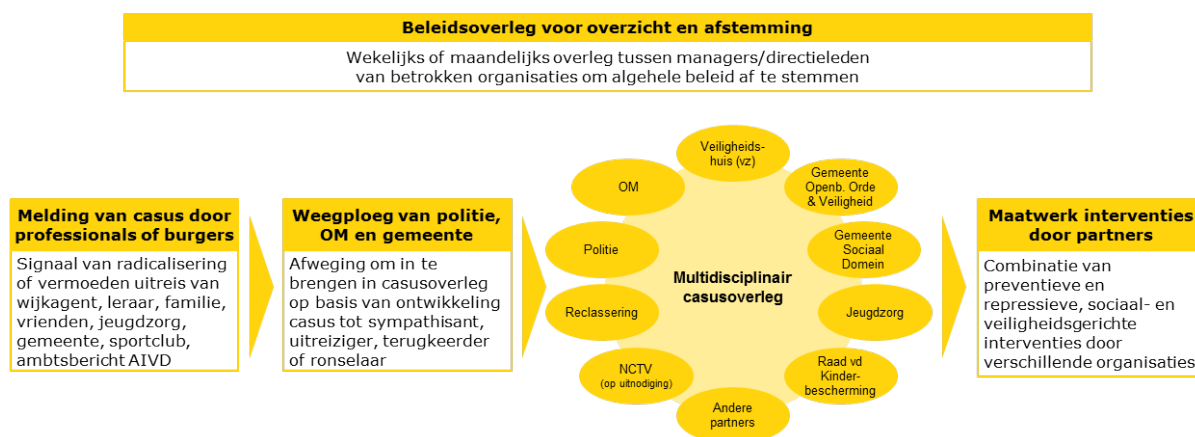 Beleidsoverleg voor overzicht en afstemming
Wekelijks of maandelijks overleg tussen managers/directieleden
van betrokken organisaties om algehele beleid af te stemmen
Melding van casus door
professionals of burgers
Signaal van radicalisering
of vermoeden uitreis van
wijkagent, leraar, familie,
vrienden, jeugdzorg,
gemeente, sportclub,
ambtsbericht AIVD
Weegploeg van politie,
OM en gemeente
Afweging om in te
brengen in casusoverleg
op basis van ontwikkeling
casus tot sympathisant,
uitreiziger, terugkeerder
of ronselaar
Multidisciplinair
casusoverleg
Veiligheids-
huis (vz)
Gemeente
Openb. Orde
& Veiligheid
Gemeente
Sociaal
Domein
Jeugdzorg
Raad vd
Kinder-
bescherming
Andere
partners
NCTV
(op uitnodiging)
Reclassering
Politie
OM
Maatwerk interventies
door partners
Combinatie van
preventieve en
repressieve, sociaal- en
veiligheidsgerichte
interventies door
verschillende organisaties